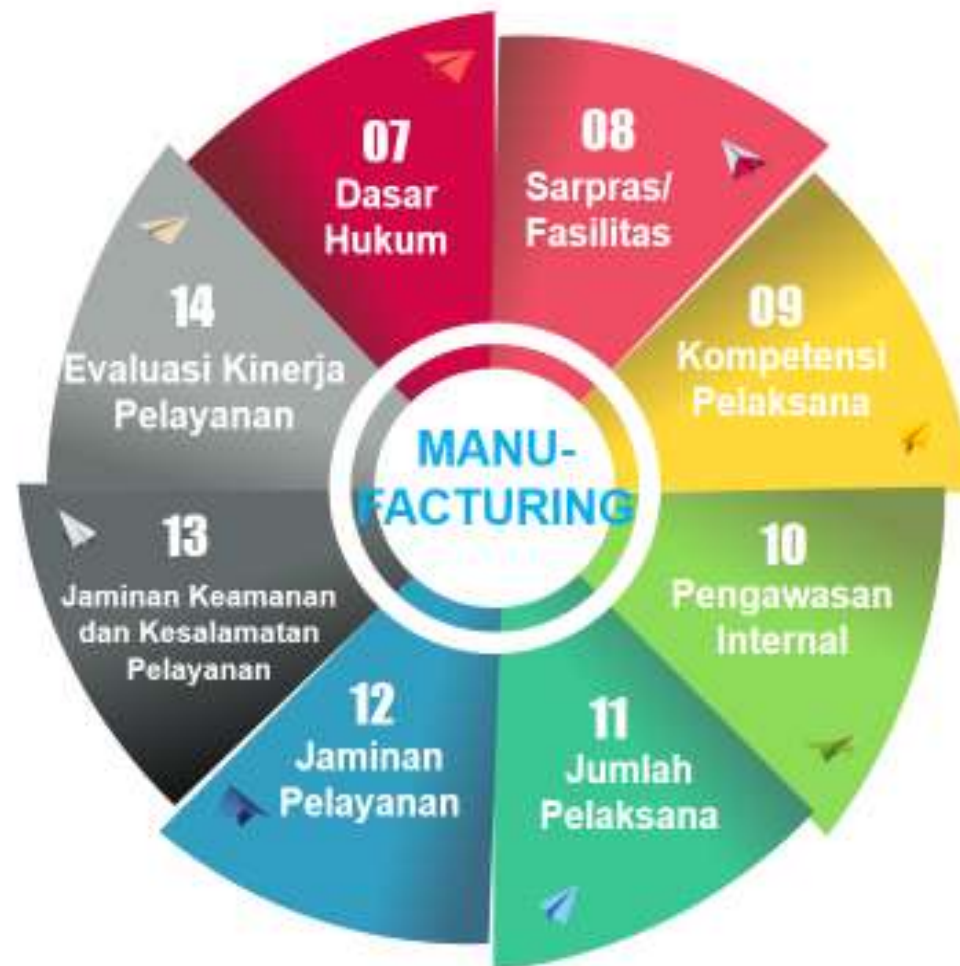 07
Dasar
Hukum
08
Sarpras/
Fasilitas
09
Kompetensi
Pelaksana
10
Pengawasan
Internal
11
Jumlah
Pelaksana
12
Jaminan
Pelayanan
13
Jaminan Keamanan
dan Kesalamatan
Pelayanan
14
Evaluasi Kinerja
Pelayanan
MANU-
FACTURING